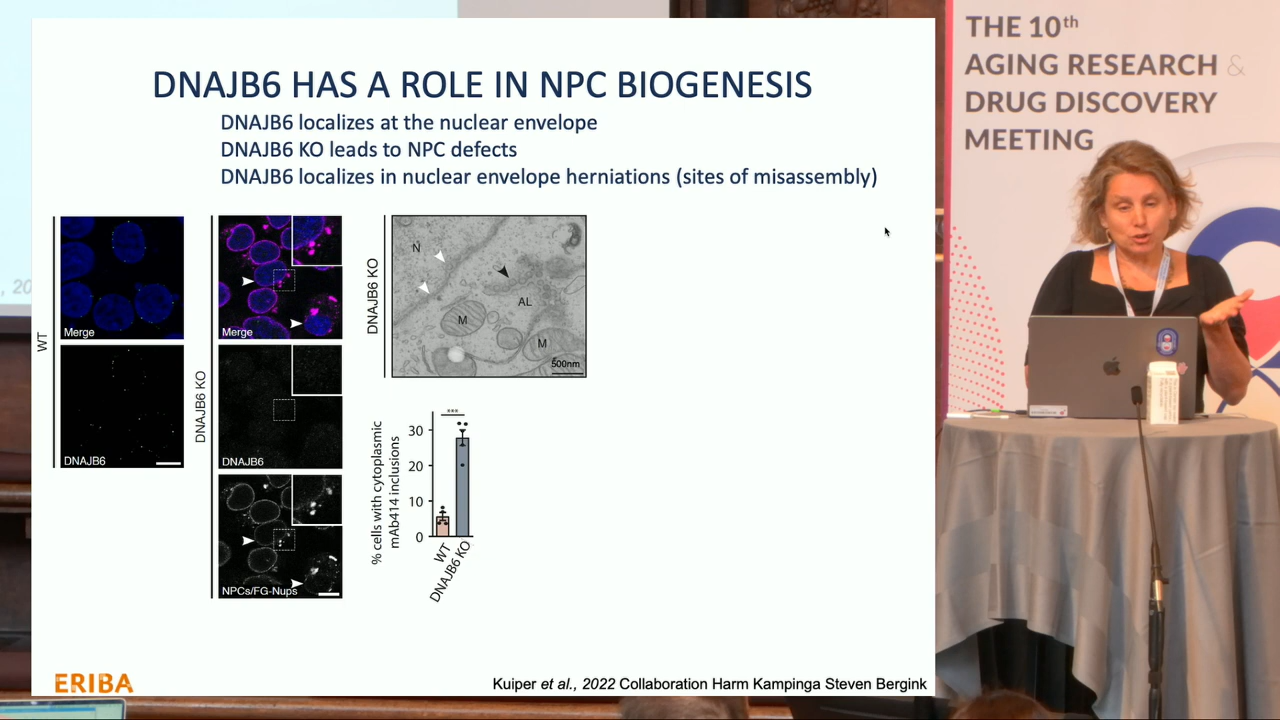 DNAJB6 HAS A ROLE IN NPC BIOGENESIS
DNAJB6 localizes at the nuclear envelope
DNAJB6 KO leads to NPC defects
DNAJB6 localizes in nuclear envelope herniations (sites of misassembly)
WT
Merge
DNAJB6
DNAJB6 KO
Merge
DNAJB6
NPCs/FG-Nups
DNAJB6 KO
N
AL
M
M
500nm
% cells with cytoplasmic
mAb414 inclusions
***
30
20
10
0
WT
DNAJB6 KO
ERIBA
Kuiper et al., 2022 Collaboration Harm Kampinga Steven Bergink
, 20
THE 10th
AGING RESEARCH &
DRUG DISCOVERY
MEETING